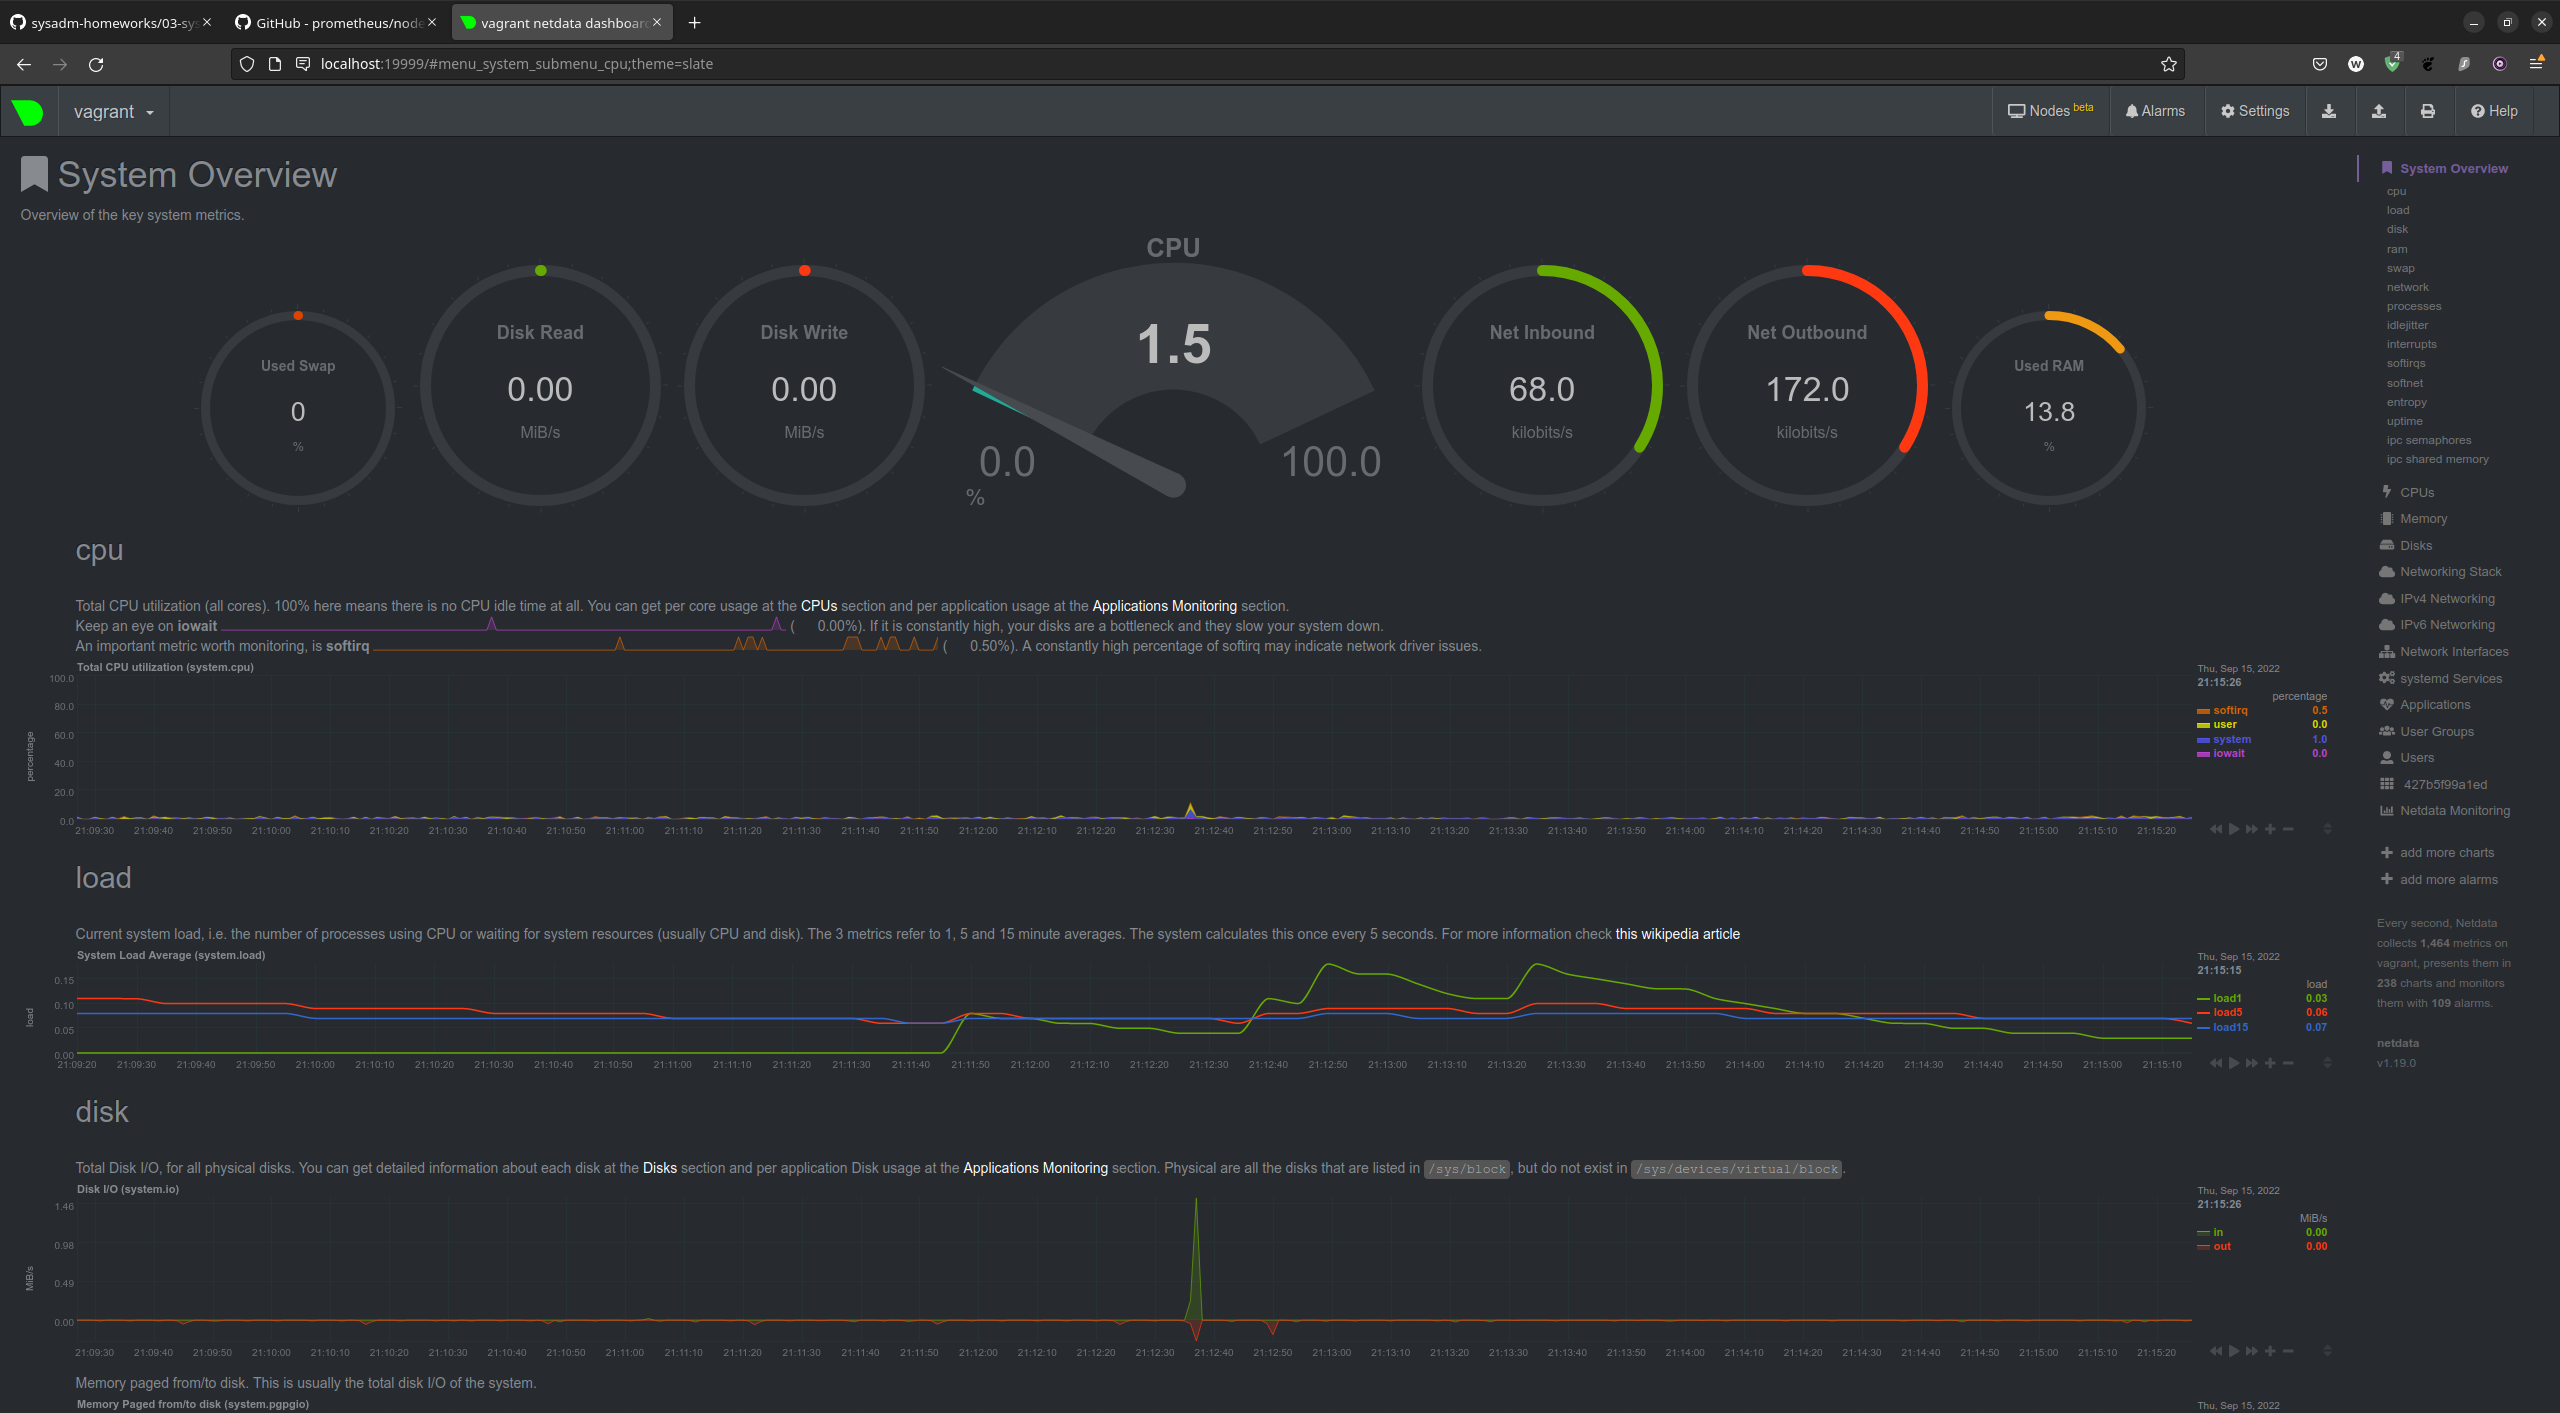 sysadm-homeworks/03-sys
GitHub - prometheus/node
vagrant netdata dashboard
localhost:19999/#menu_system_submenu_cpu;theme=slate
4
vagrant
Nodes beta
Alarms
Settings
Help
System Overview
Overview of the key system metrics.
Used Swap
0
%
Disk Read
0.00
MiB/s
Disk Write
0.00
MiB/s
CPU
1.5
0.0
100.0
%
Net Inbound
68.0
kilobits/s
Net Outbound
172.0
kilobits/s
Used RAM
13.8
%
cpu
Total CPU utilization (all cores). 100% here means there is no CPU idle time at all. You can get per core usage at the CPUs section and per application usage at the Applications Monitoring section.
Keep an eye on iowait ( 0.00%). If it is constantly high, your disks are a bottleneck and they slow your system down.
An important metric worth monitoring, is softirq ( 0.50%). A constantly high percentage of softirq may indicate network driver issues.
Total CPU utilization (system.cpu)
percentage
100.0
80.0
60.0
40.0
20.0
0.0
21:09:30 21:09:40 21:09:50 21:10:00 21:10:10 21:10:20 21:10:30 21:10:40 21:10:50 21:11:00 21:11:10 21:11:20 21:11:30 21:11:40 21:11:50 21:12:00 21:12:10 21:12:20 21:12:30 21:12:40 21:12:50 21:13:00 21:13:10 21:13:20 21:13:30 21:13:40 21:13:50 21:14:00 21:14:10 21:14:20 21:14:30 21:14:40 21:14:50 21:15:00 21:15:10 21:15:20
Thu, Sep 15, 2022
21:15:26
percentage
softirq 0.5
user 0.0
system 1.0
iowait 0.0
load
Current system load, i.e. the number of processes using CPU or waiting for system resources (usually CPU and disk). The 3 metrics refer to 1, 5 and 15 minute averages. The system calculates this once every 5 seconds. For more information check this wikipedia article
System Load Average (system.load)
load
0.15
0.10
0.05
0.00
21:09:20 21:09:30 21:09:40 21:09:50 21:10:00 21:10:10 21:10:20 21:10:30 21:10:40 21:10:50 21:11:00 21:11:10 21:11:20 21:11:30 21:11:40 21:11:50 21:12:00 21:12:10 21:12:20 21:12:30 21:12:40 21:12:50 21:13:00 21:13:10 21:13:20 21:13:30 21:13:40 21:13:50 21:14:00 21:14:10 21:14:20 21:14:30 21:14:40 21:14:50 21:15:00 21:15:10
Thu, Sep 15, 2022
21:15:15
load
load1 0.03
load5 0.06
load15 0.07
disk
Total Disk I/O, for all physical disks. You can get detailed information about each disk at the Disks section and per application Disk usage at the Applications Monitoring section. Physical are all the disks that are listed in /sys/block, but do not exist in /sys/devices/virtual/block.
Disk I/O (system.io)
MiB/s
1.46
0.98
0.49
0.00
21:09:30 21:09:40 21:09:50 21:10:00 21:10:10 21:10:20 21:10:30 21:10:40 21:10:50 21:11:00 21:11:10 21:11:20 21:11:30 21:11:40 21:11:50 21:12:00 21:12:10 21:12:20 21:12:30 21:12:40 21:12:50 21:13:00 21:13:10 21:13:20 21:13:30 21:13:40 21:13:50 21:14:00 21:14:10 21:14:20 21:14:30 21:14:40 21:14:50 21:15:00 21:15:10 21:15:20
Thu, Sep 15, 2022
21:15:26
MiB/s
in 0.00
out 0.00
Memory paged from/to disk. This is usually the total disk I/O of the system.
Memory Paged from/to disk (system.pgpgio)
Thu, Sep 15, 2022
System Overview
cpu
load
disk
ram
swap
network
processes
idlejitter
interrupts
softirqs
softnet
entropy
uptime
ipc semaphores
ipc shared memory
CPUs
Memory
Disks
Networking Stack
IPv4 Networking
IPv6 Networking
Network Interfaces
systemd Services
Applications
User Groups
Users
427b5f99a1ed
Netdata Monitoring
add more charts
add more alarms
Every second, Netdata
collects 1,464 metrics on
vagrant, presents them in
238 charts and monitors
them with 109 alarms.
netdata
v1.19.0